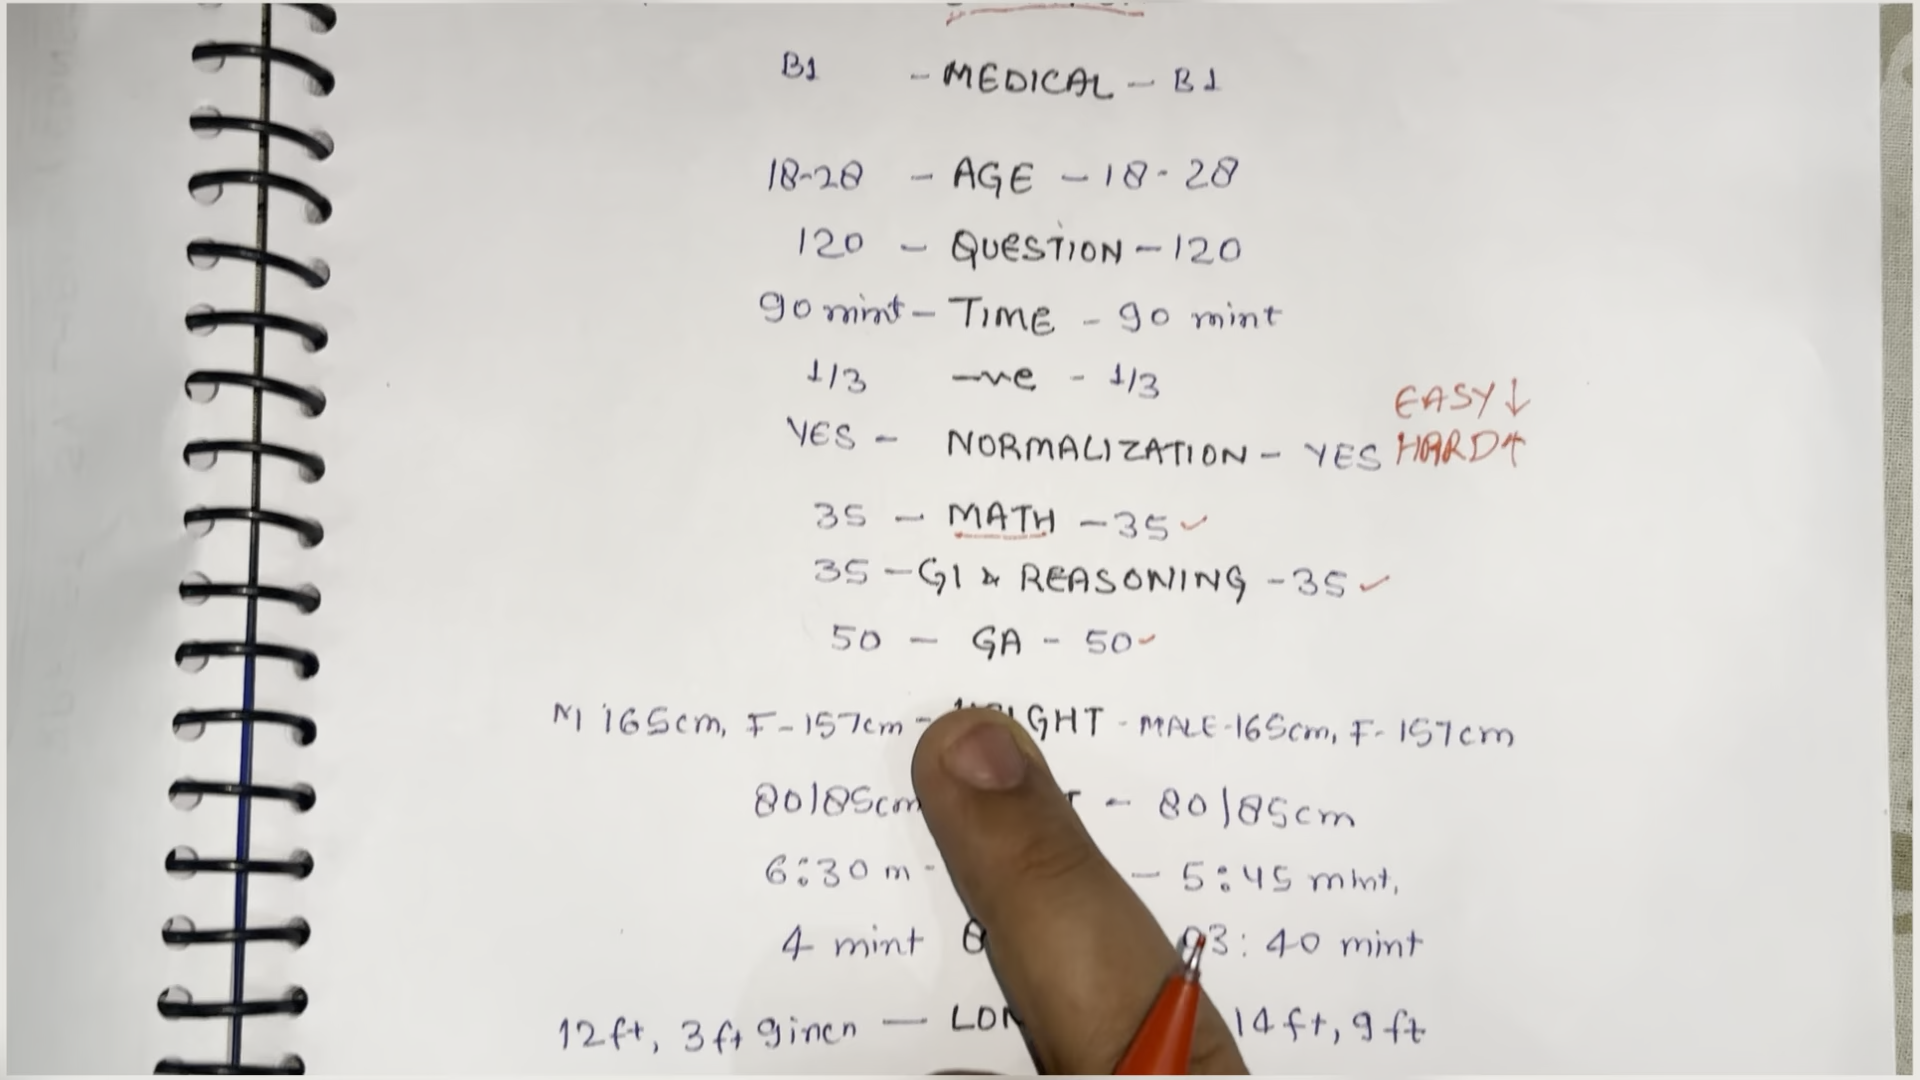 B1 - MEDICAL - B1
18-28 - AGE - 18-28
120 - QUESTION - 120
90 mint - TIME - 90 mint
1/3 -ve - 1/3
EASY ↓
YES - NORMALIZATION - YES HARD ↑
35 - MATH - 35 ✓
35 - GI & REASONING - 35 ✓
50 - GA - 50 ✓
M 165cm, F-157cm - GHT - MALE-165cm, F-157cm
80|85cm - 80|85cm
6:30 m - - 5:45 mint,
4 mint 03:40 mint
12ft, 3ft 9inch — 14ft, 9ft